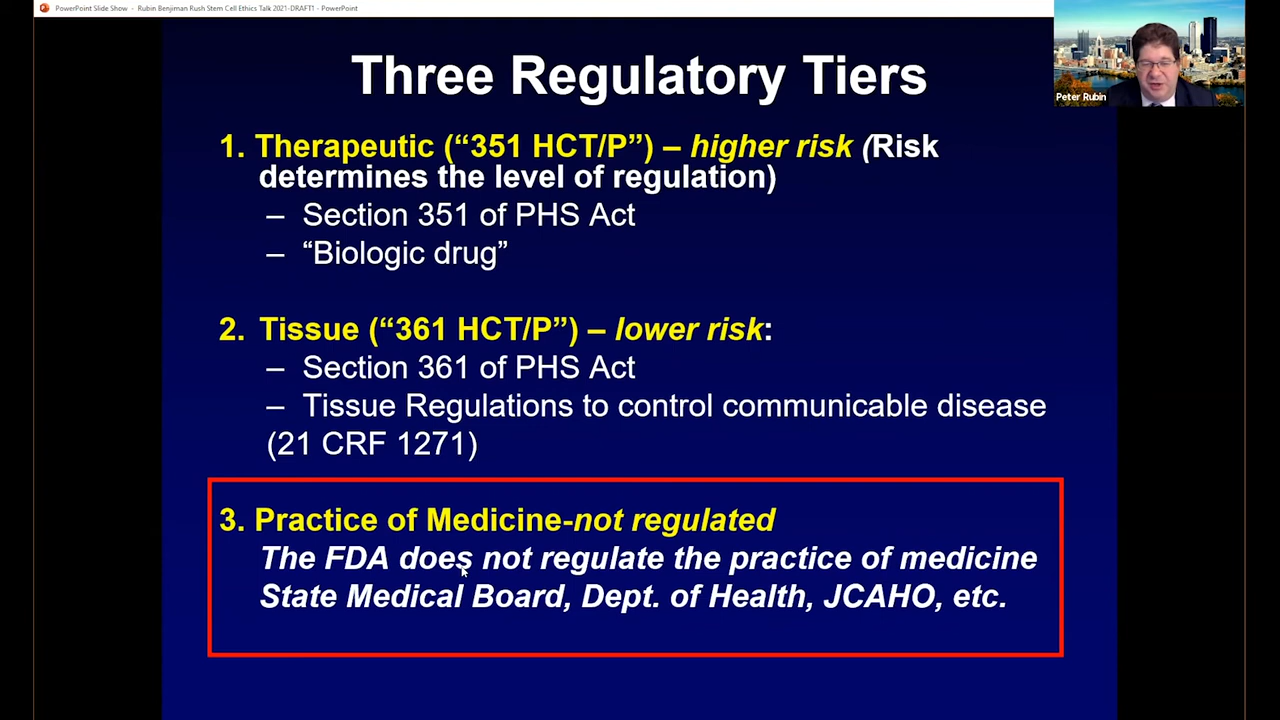 PowerPoint Slide Show - Rubin Benjiman Rush Stem Cell Ethics Talk 2021-DRAFT1 - PowerPoint
Three Regulatory Tiers
Peter Rubin
1. Therapeutic (“351 HCT/P”) – higher risk (Risk
determines the level of regulation)
– Section 351 of PHS Act
– “Biologic drug”
2. Tissue (“361 HCT/P”) – lower risk:
– Section 361 of PHS Act
– Tissue Regulations to control communicable disease
(21 CRF 1271)
3. Practice of Medicine-not regulated
The FDA does not regulate the practice of medicine
State Medical Board, Dept. of Health, JCAHO, etc.